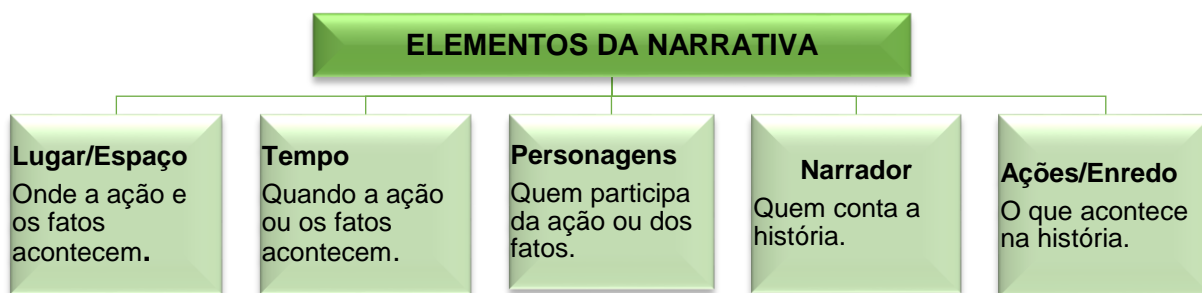 ELEMENTOS DA NARRATIVA
Lugar/Espaço
Onde a ação e
os fatos
acontecem.
Tempo
Quando a ação
ou os fatos
acontecem.
Personagens
Quem participa
da ação ou dos
fatos.
Narrador
Quem conta a
história.
Ações/Enredo
O que acontece
na história.